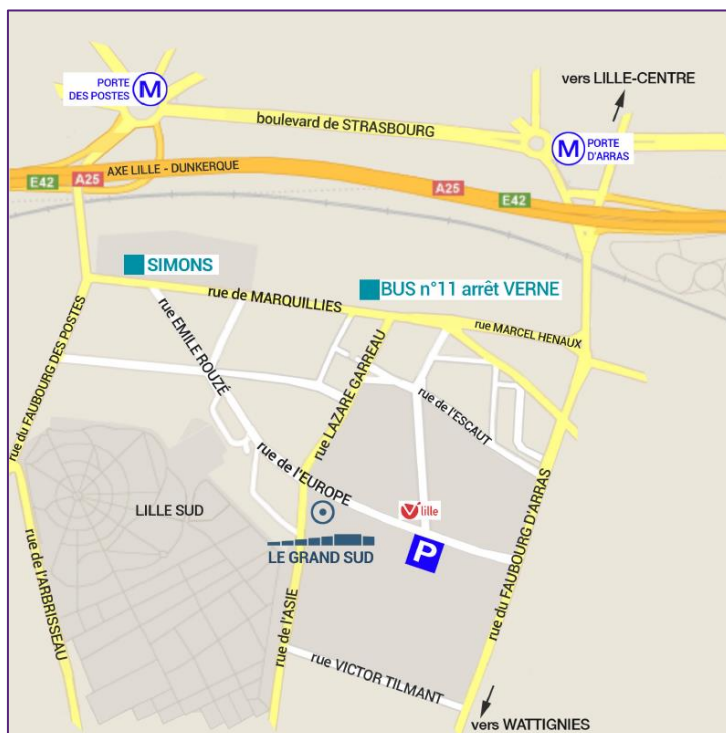 PORTE
DES POSTES
M
vers LILLE-CENTRE
boulevard de STRASBOURG
M
PORTE
D'ARRAS
AXE LILLE - DUNKERQUE
E42
A25
A25
E42
SIMONS
BUS n°11 arrêt VERNE
rue de MARQUILLIES
rue MARCEL HENAUX
rue du FAUBOURG DES POSTES
rue EMILE ROUZÉ
rue LAZARE GARREAU
rue de l'ESCAUT
rue de l'EUROPE
LILLE SUD
V lille
P
LE GRAND SUD
rue du FAUBOURG D'ARRAS
rue de l'ARBRISSEAU
rue de l'ASIE
rue VICTOR TILMANT
vers WATTIGNIES